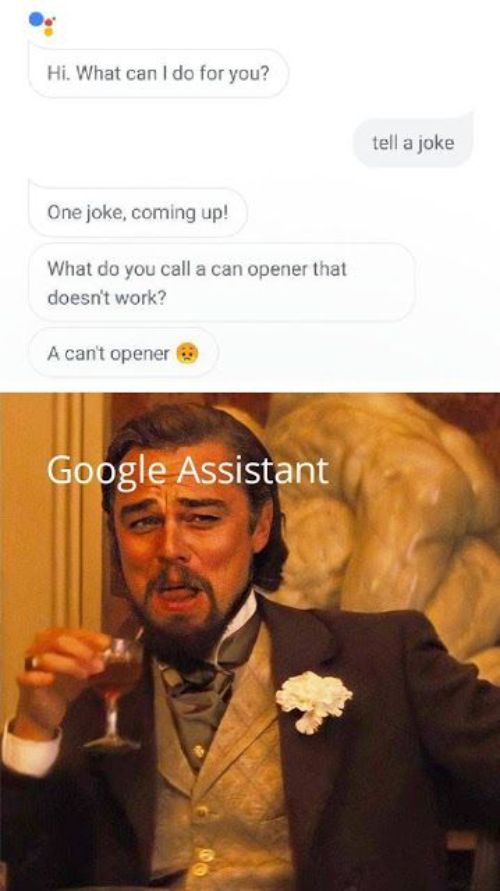 Hi. What can I do for you?
tell a joke
One joke, coming up!
What do you call a can opener that
doesn't work?
A can't opener 😡
Google Assistant